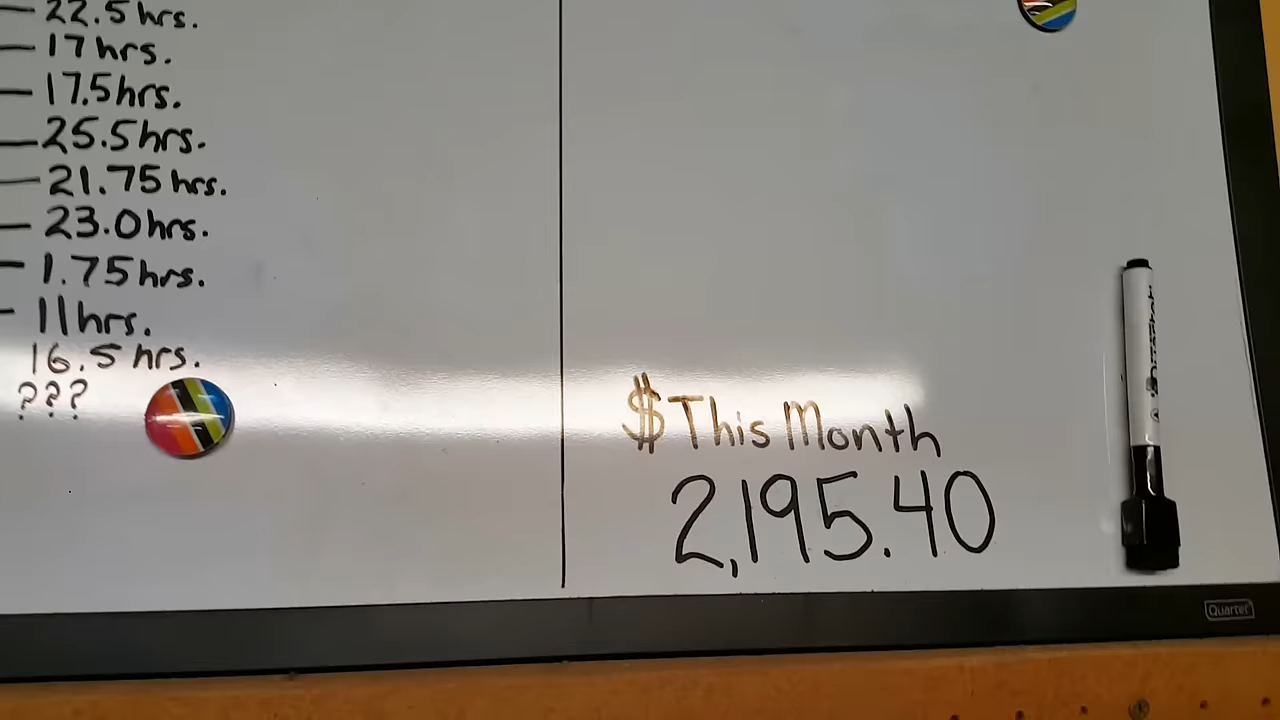 — 22.5 hrs.
— 17 hrs.
— 17.5 hrs.
— 25.5 hrs.
— 21.75 hrs.
— 23.0 hrs.
— 1.75 hrs.
- 11 hrs.
16.5 hrs.
???
$ This Month
2,195.40
Quartet